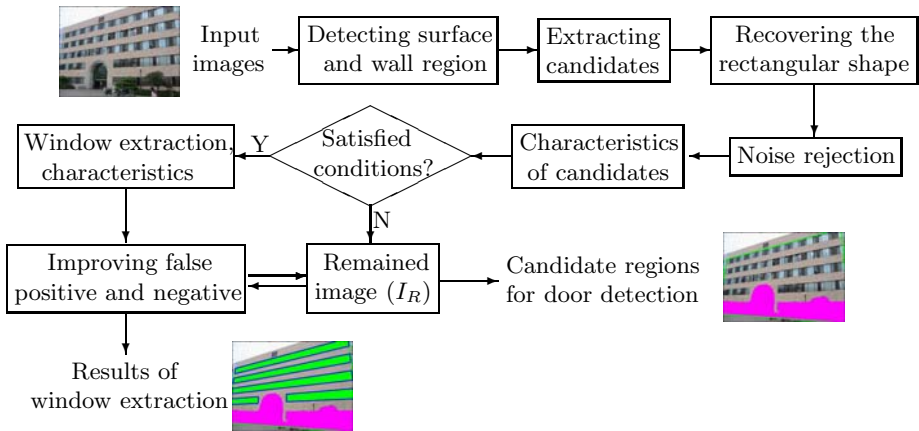 Input
images
Detecting surface
and wall region
Extracting
candidates
Recovering the
rectangular shape
Noise rejection
Characteristics
of candidates
Satisfied
conditions?
Y
Window extraction,
characteristics
N
Improving false
positive and negative
Remained
image (I_R)
Candidate regions
for door detection
Results of
window extraction